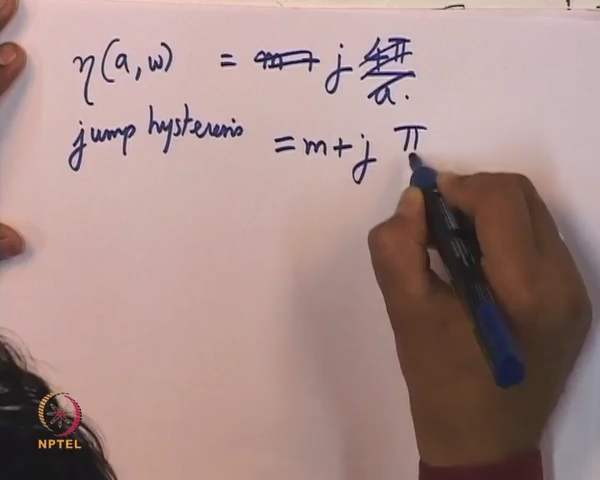 η(a, w) = m + j 4π/a.
jump hysteresis = m + j π
NPTEL